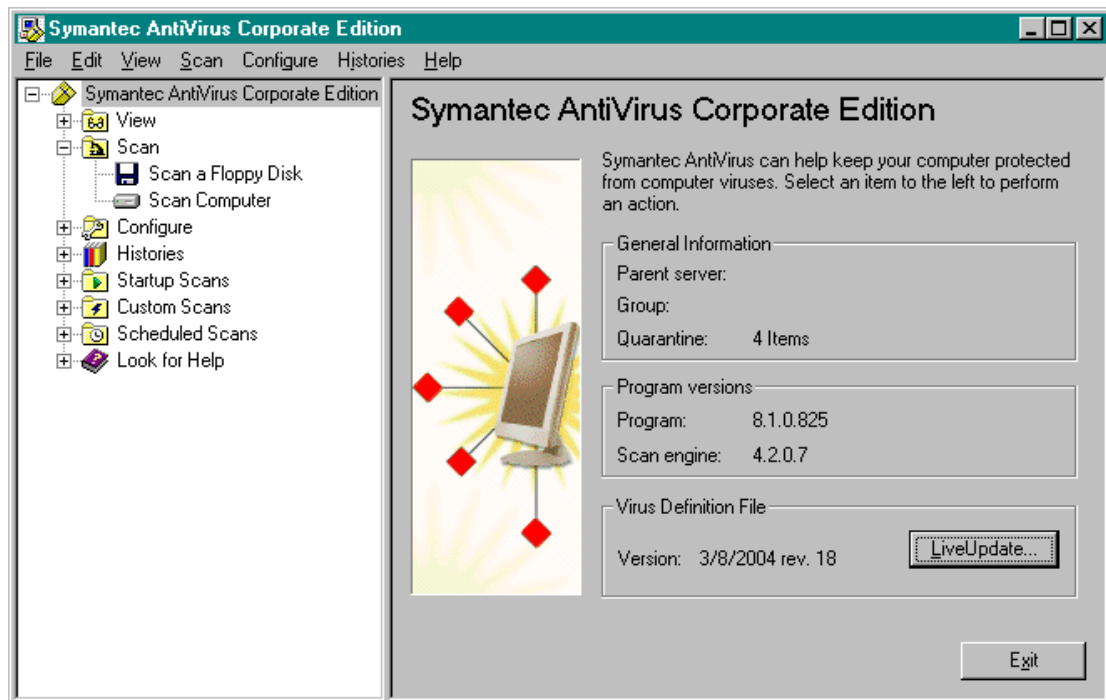 Symantec AntiVirus Corporate Edition
File Edit View Scan Configure Histories Help
Symantec AntiVirus Corporate Edition
View
Scan
Scan a Floppy Disk
Scan Computer
Configure
Histories
Startup Scans
Custom Scans
Scheduled Scans
Look for Help
Symantec AntiVirus Corporate Edition
Symantec AntiVirus can help keep your computer protected
from computer viruses. Select an item to the left to perform
an action.
General Information
Parent server:
Group:
Quarantine: 4 Items
Program versions
Program: 8.1.0.825
Scan engine: 4.2.0.7
Virus Definition File
Version: 3/8/2004 rev. 18
LiveUpdate...
Exit